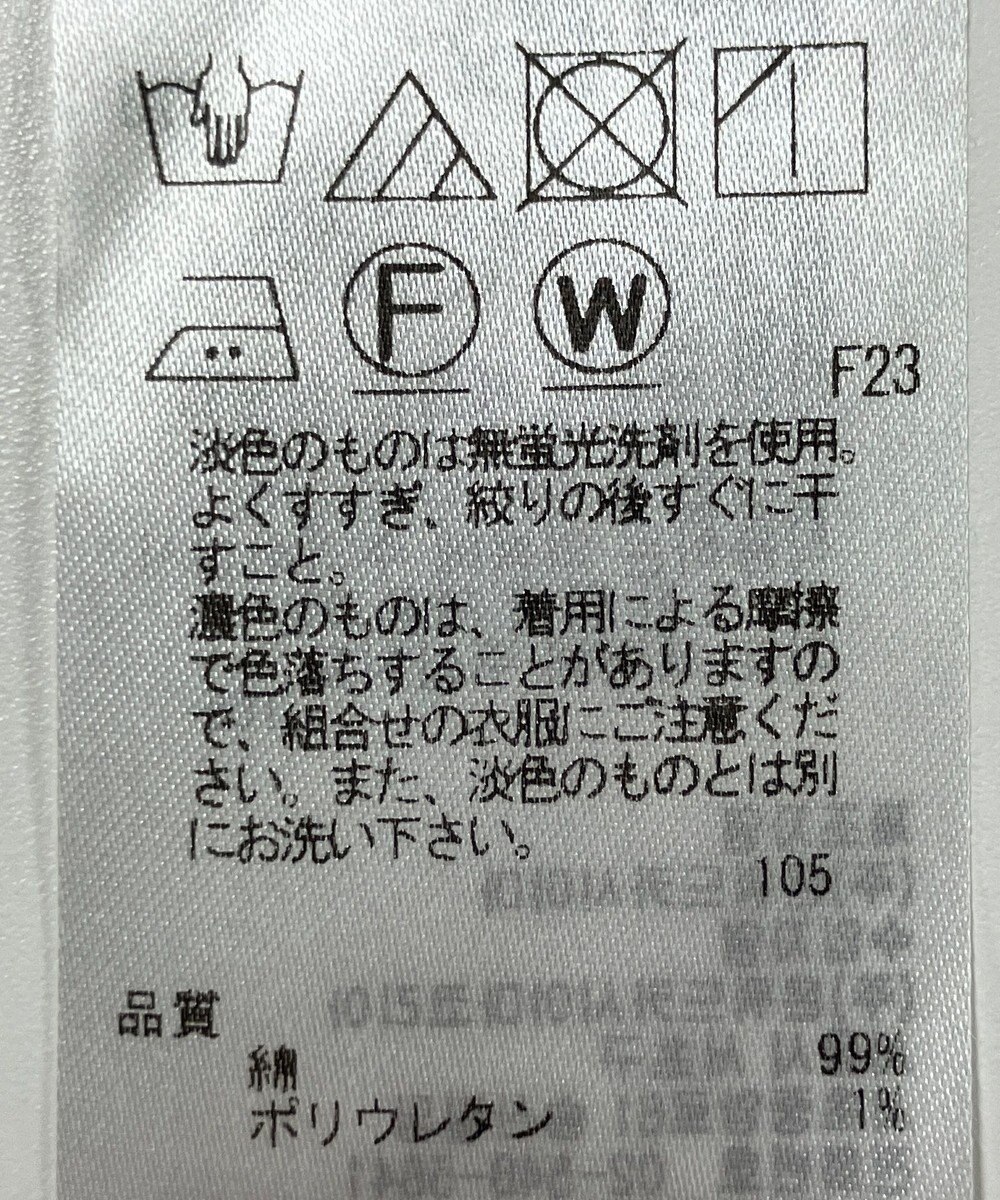 F W
F23
淡色のものは無蛍光洗剤を使用。
よくすすぎ、絞りの後すぐに干
すこと。
濃色のものは、着用による摩擦
で色落ちすることがありますの
で、組合せの衣服にご注意くだ
さい。また、淡色のものとは別
にお洗い下さい。
105
品質
綿 99%
ポリウレタン 1%